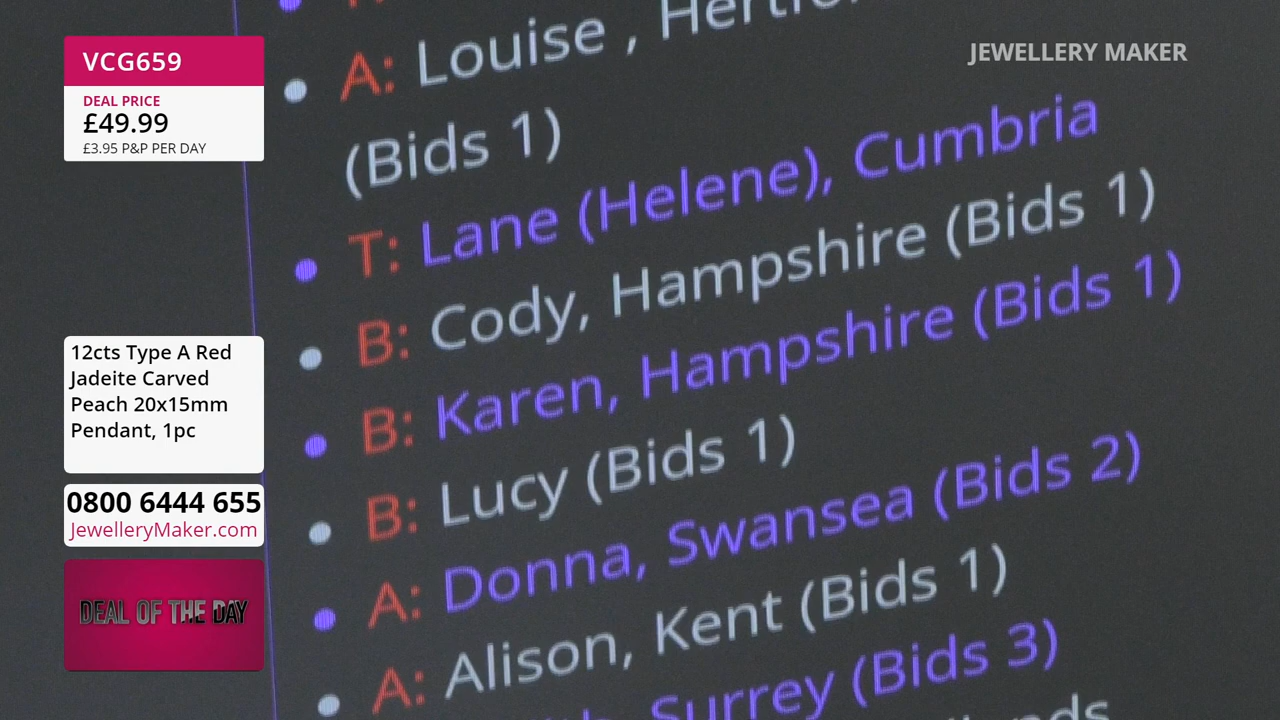 VCG659
DEAL PRICE
£49.99
£3.95 P&P PER DAY
12cts Type A Red
Jadeite Carved
Peach 20x15mm
Pendant, 1pc
0800 6444 655
JewelleryMaker.com
DEAL OF THE DAY
JEWELLERY MAKER
A: Louise ,
(Bids 1)
T: Lane (Helene), Cumbria
B: Cody, Hampshire (Bids 1)
B: Karen, Hampshire (Bids 1)
B: Lucy (Bids 1)
A: Donna, Swansea (Bids 2)
A: Alison, Kent (Bids 1)
Surrey (Bids 3)